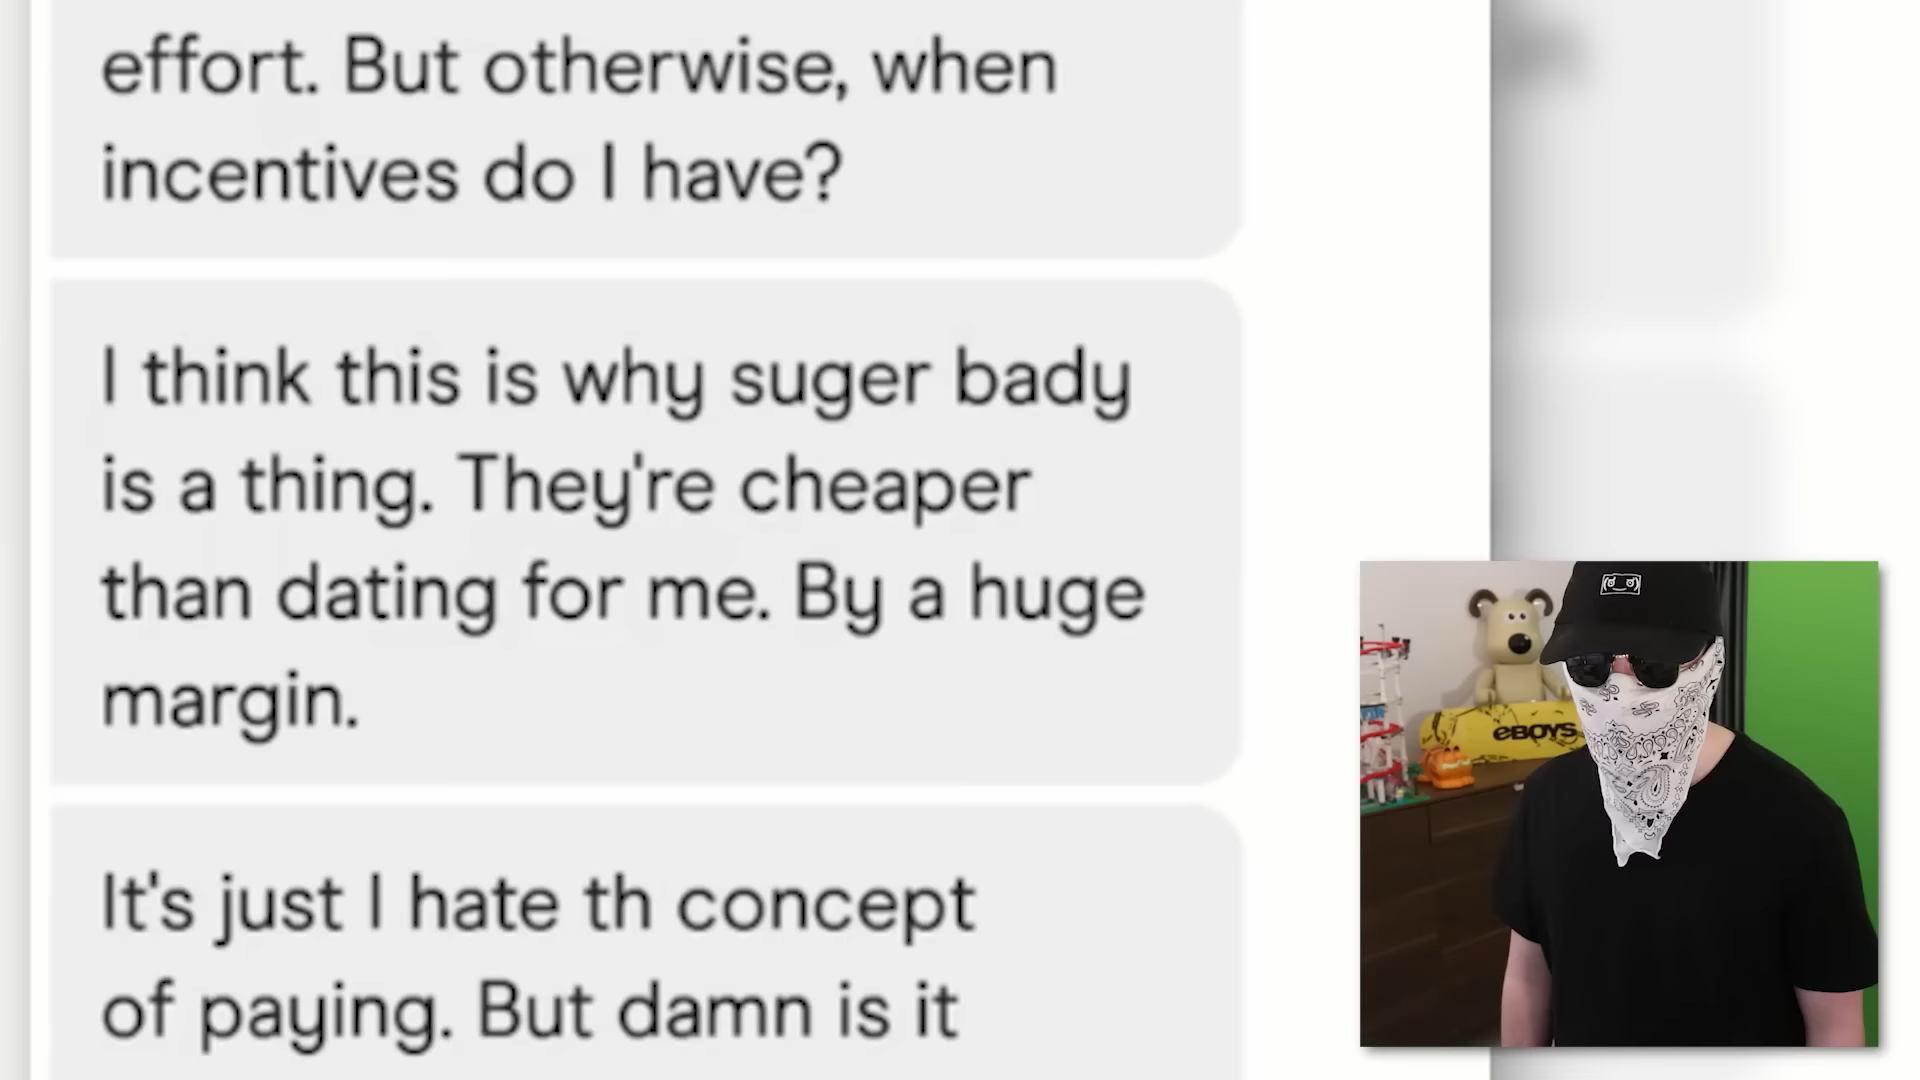 effort. But otherwise, when
incentives do I have?
I think this is why suger bady
is a thing. They're cheaper
than dating for me. By a huge
margin.
It's just I hate th concept
of paying. But damn is it
eBOYS